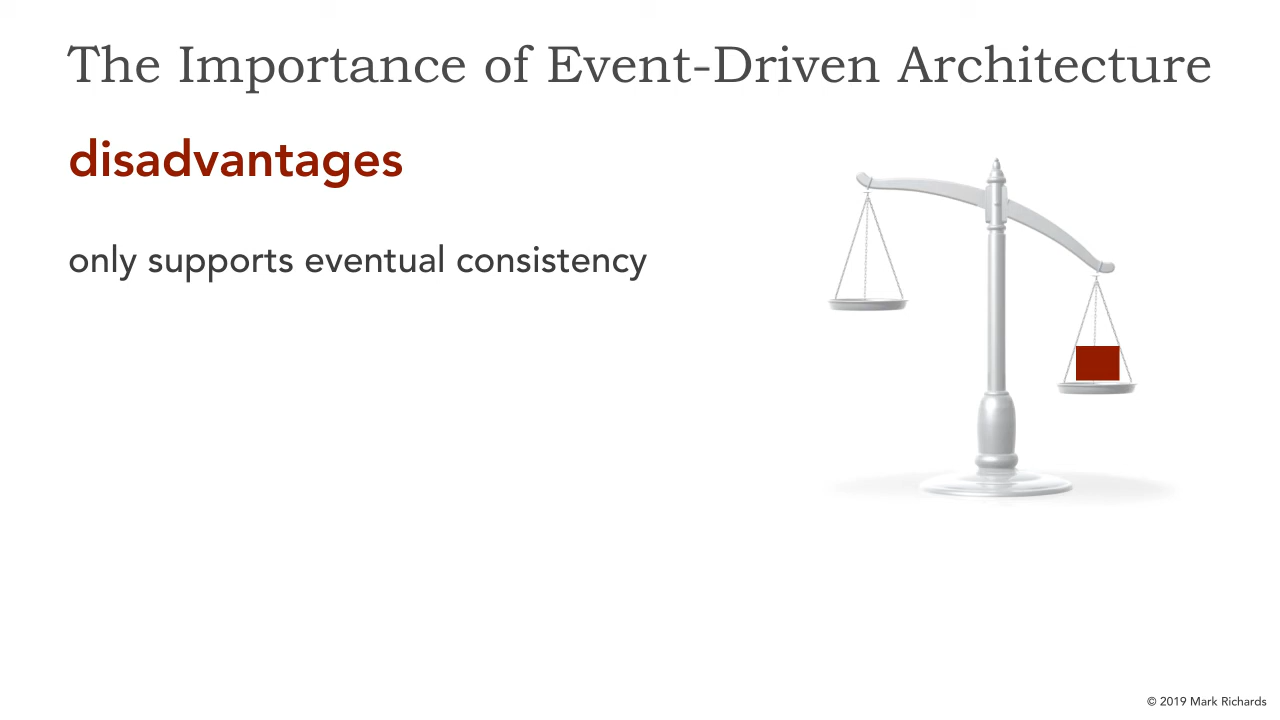 The Importance of Event-Driven Architecture
disadvantages
only supports eventual consistency
© 2019 Mark Richards